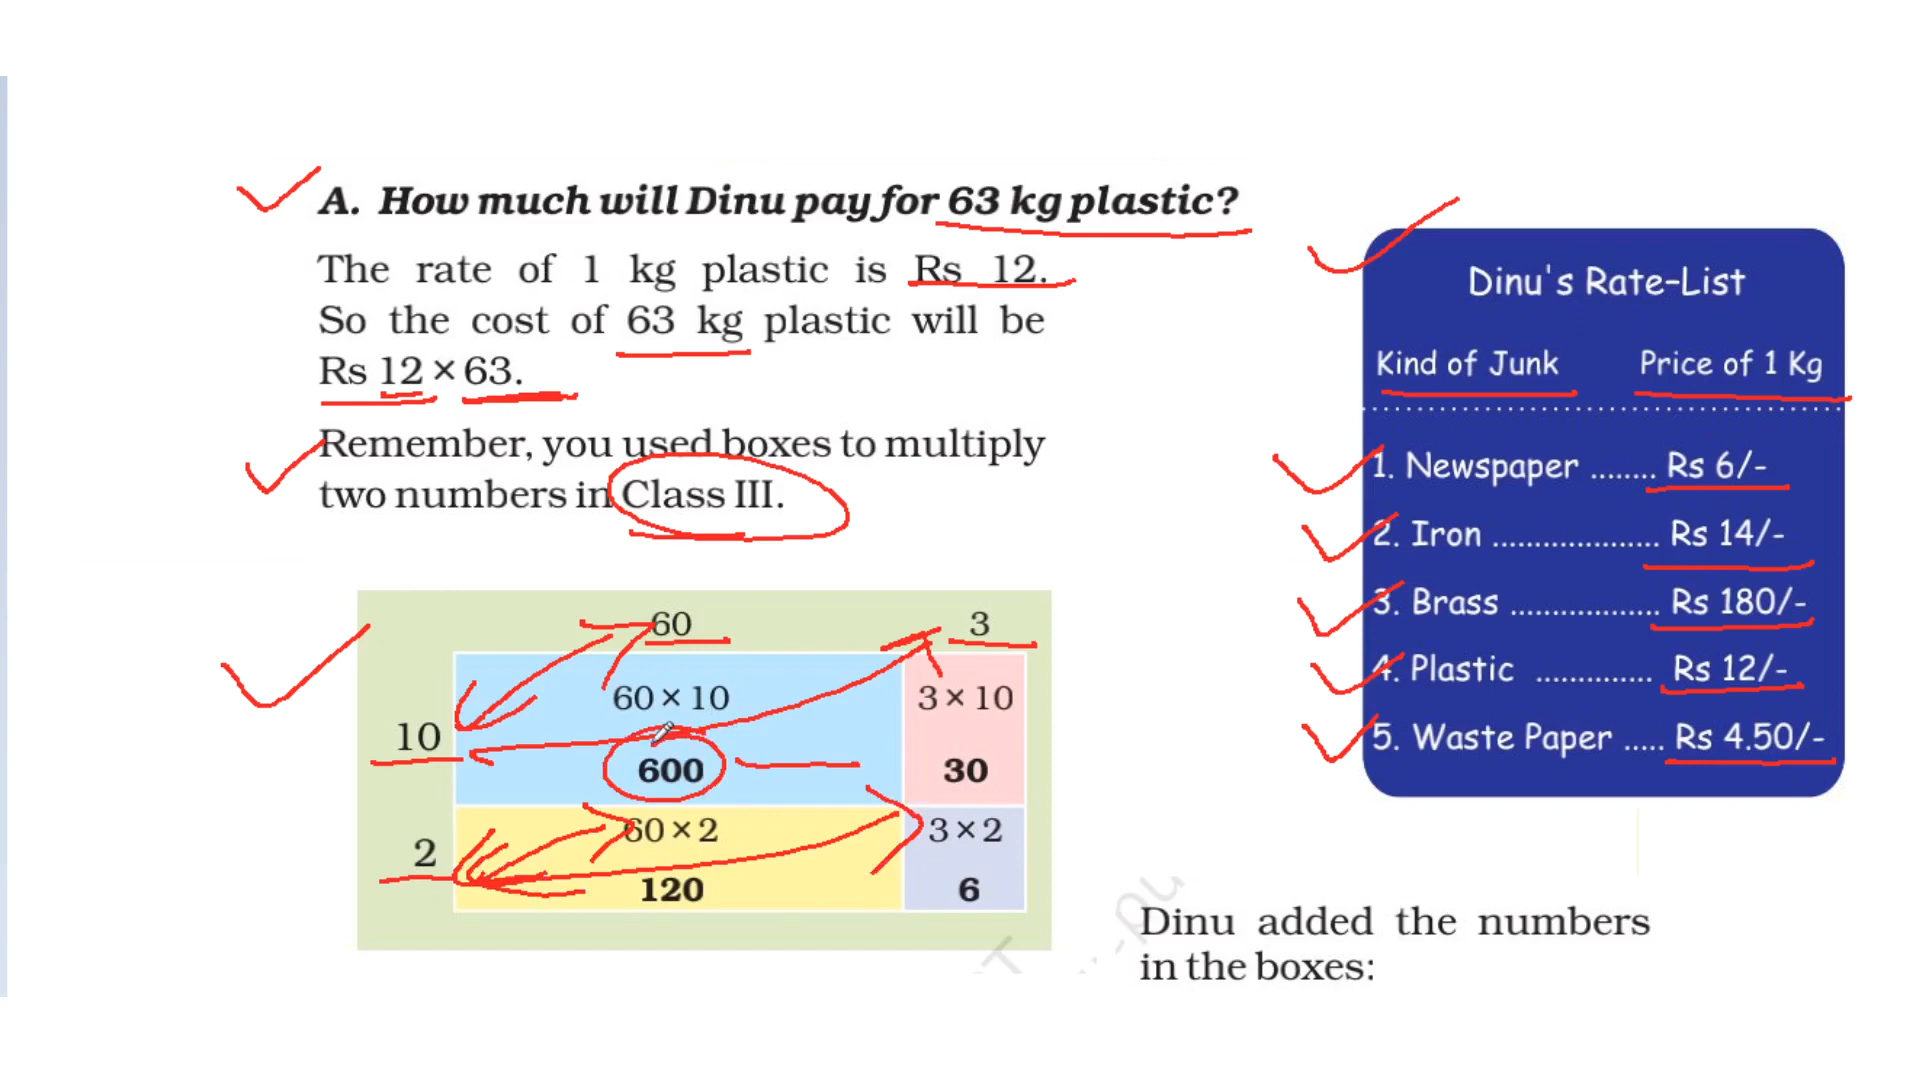 A. How much will Dinu pay for 63 kg plastic?
The rate of 1 kg plastic is Rs 12.
So the cost of 63 kg plastic will be
Rs 12 × 63.
Remember, you used boxes to multiply
two numbers in Class III.
60 3
60 × 10 3 × 10
10
600 30
60 × 2 3 × 2
2
120 6
Dinu's Rate-List
Kind of Junk Price of 1 Kg
1. Newspaper ........ Rs 6/-
2. Iron .................... Rs 14/-
3. Brass .................. Rs 180/-
4. Plastic .............. Rs 12/-
5. Waste Paper ..... Rs 4.50/-
Dinu added the numbers
in the boxes: